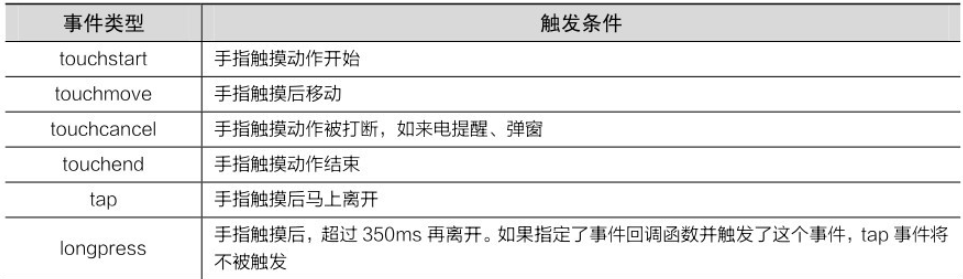 事件类型 触发条件
touchstart 手指触摸动作开始
touchmove 手指触摸后移动
touchcancel 手指触摸动作被打断，如来电提醒、弹窗
touchend 手指触摸动作结束
tap 手指触摸后马上离开
longpress 手指触摸后，超过 350ms 再离开。如果指定了事件回调函数并触发了这个事件，tap 事件将
不被触发